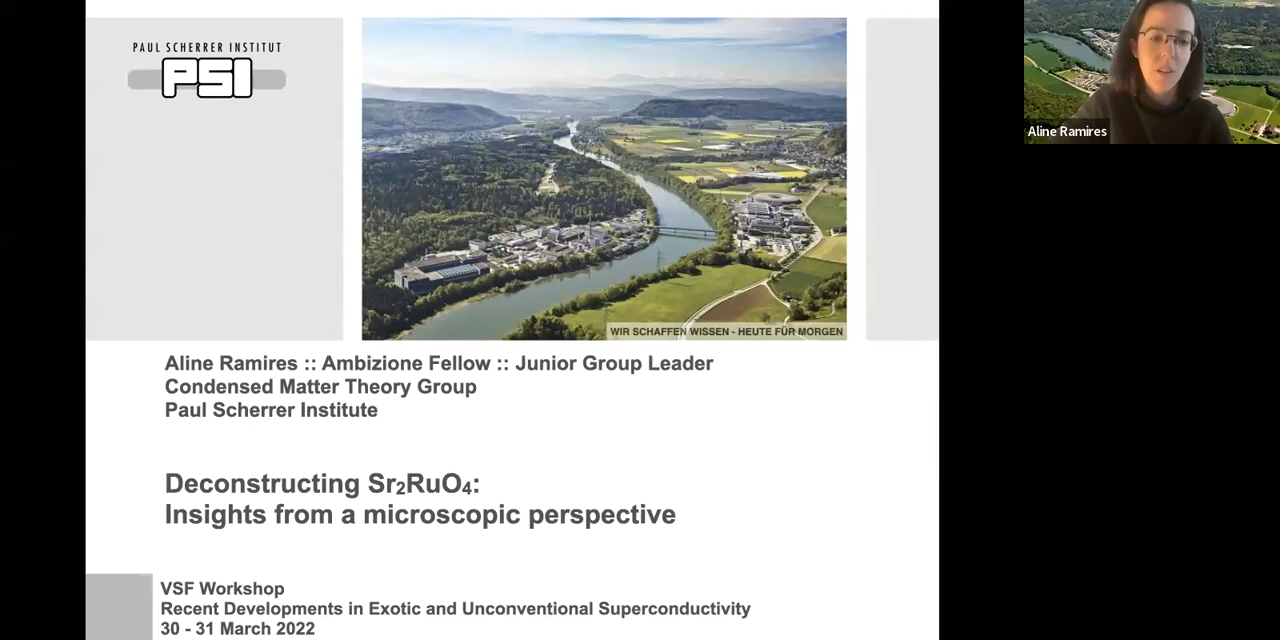 PAUL SCHERRER INSTITUT
PSI
Aline Ramires
WIR SCHAFFEN WISSEN - HEUTE FÜR MORGEN
Aline Ramires :: Ambizione Fellow :: Junior Group Leader
Condensed Matter Theory Group
Paul Scherrer Institute
Deconstructing Sr₂RuO₄:
Insights from a microscopic perspective
VSF Workshop
Recent Developments in Exotic and Unconventional Superconductivity
30 - 31 March 2022